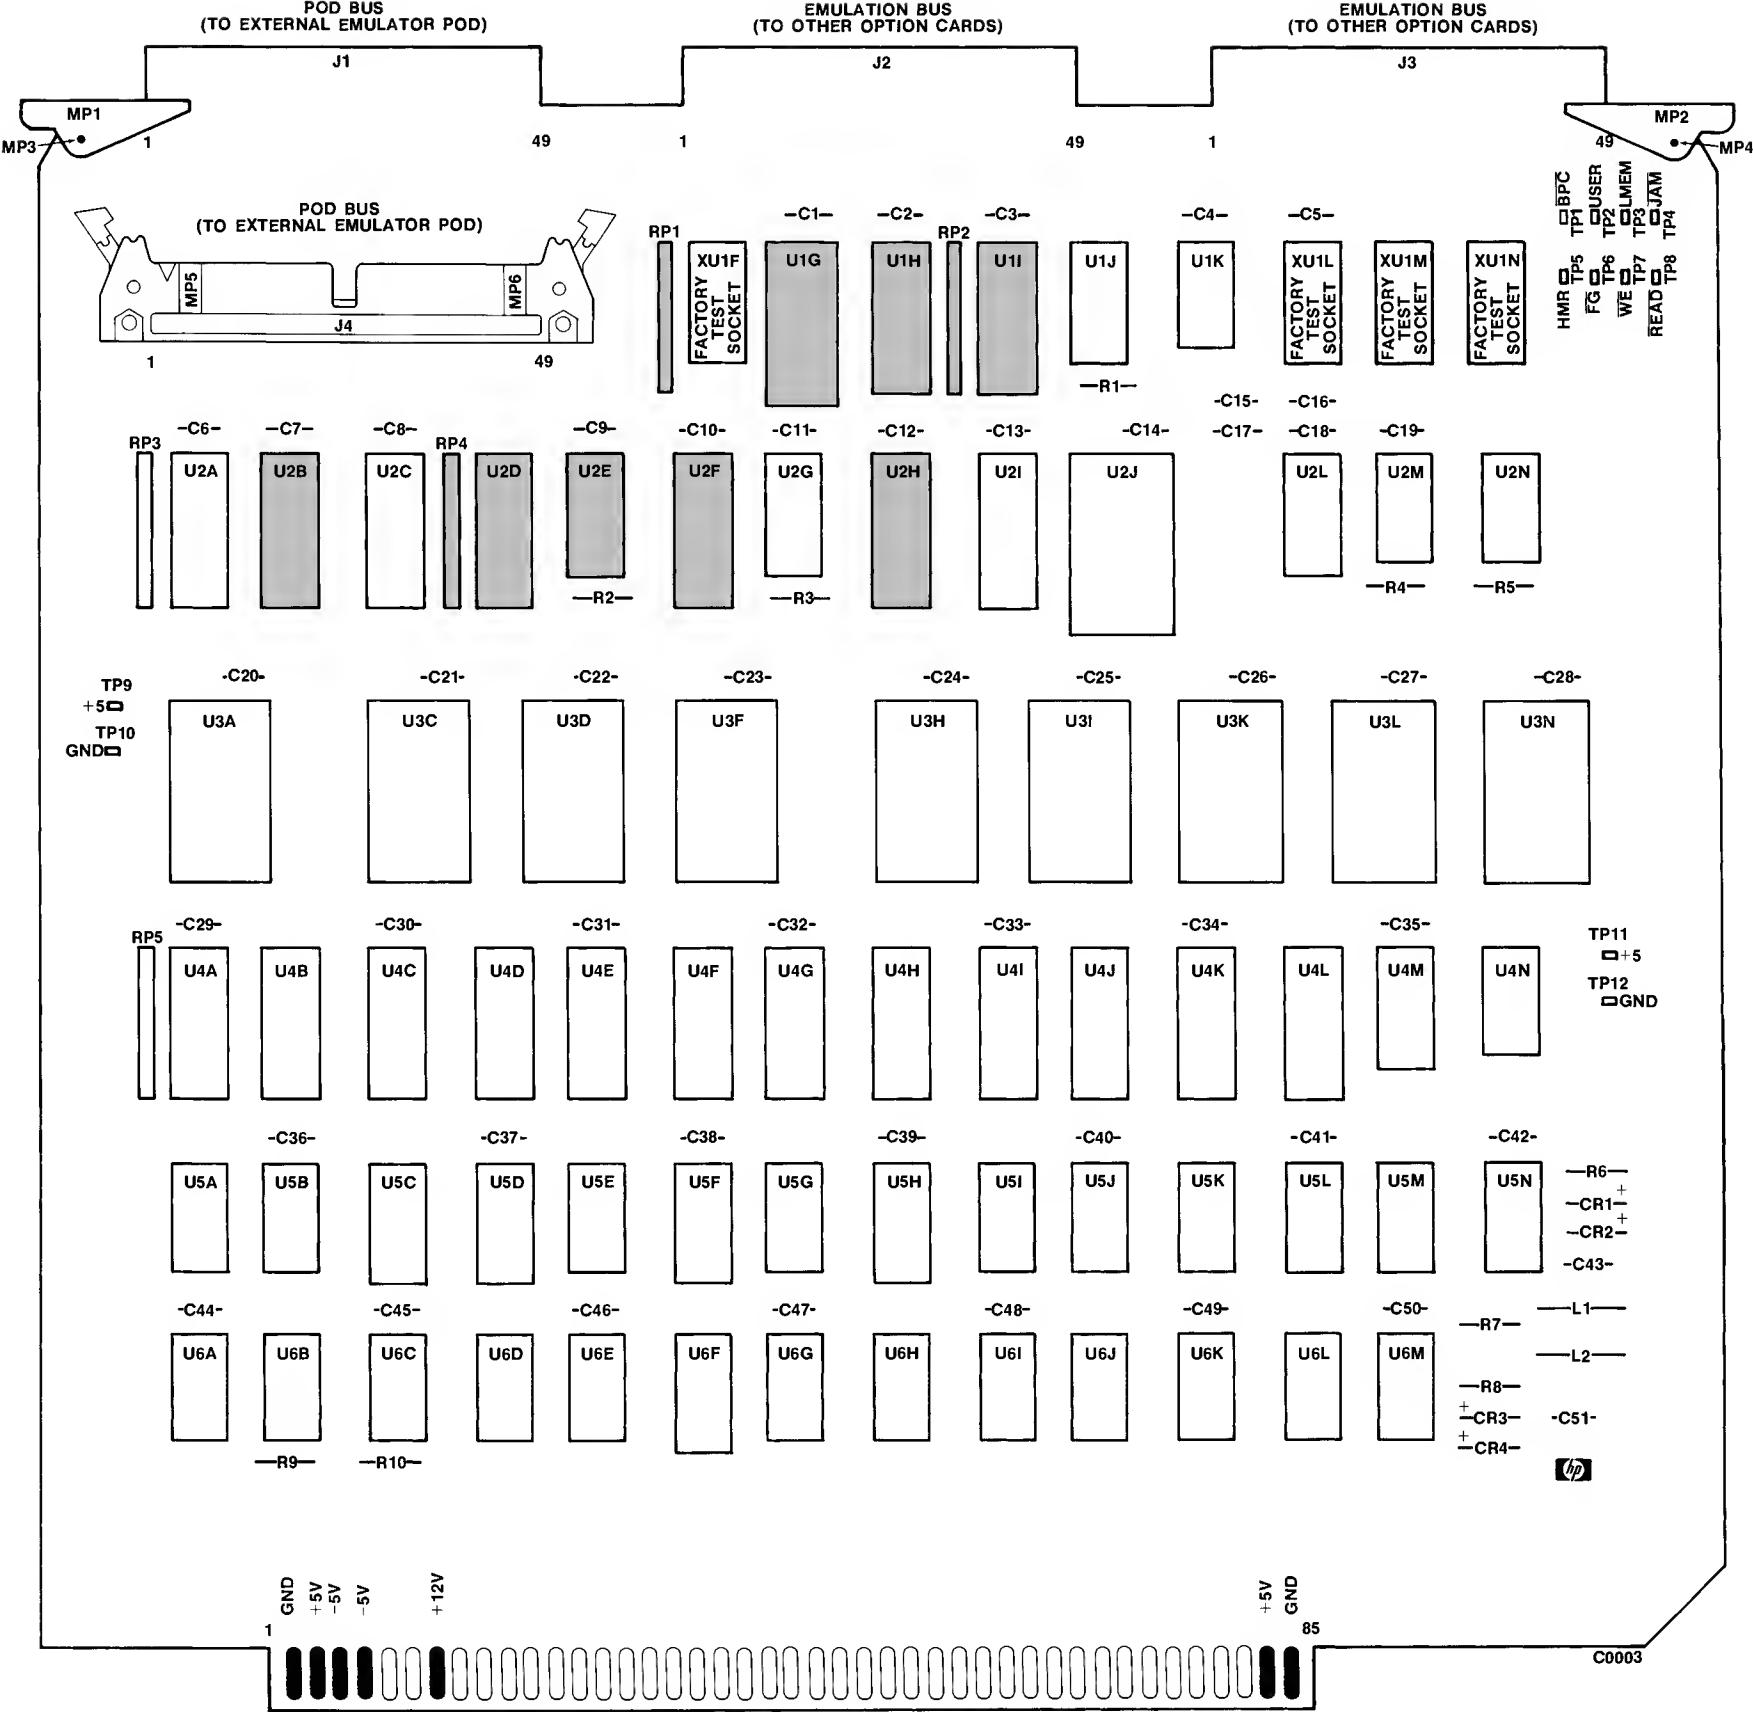 POD BUS
(TO EXTERNAL EMULATOR POD)
EMULATION BUS
(TO OTHER OPTION CARDS)
EMULATION BUS
(TO OTHER OPTION CARDS)
J1
J2
J3
MP1
MP2
MP3
MP4
1
49
1
49
1
49
BPC
USER
LMEM
JAM
TP1
TP2
TP3
TP4
TP5
TP6
TP7
TP8
HMR
FG
WE
READ
POD BUS
(TO EXTERNAL EMULATOR POD)
MP5
MP6
J4
1
49
-C1-
-C2-
-C3-
-C4-
-C5-
RP1
RP2
XU1F
FACTORY
TEST
SOCKET
U1G
U1H
U1I
U1J
U1K
XU1L
FACTORY
TEST
SOCKET
XU1M
FACTORY
TEST
SOCKET
XU1N
FACTORY
TEST
SOCKET
-R1-
-C15-
-C16-
-C6-
-C7-
-C8-
-C9-
-C10-
-C11-
-C12-
-C13-
-C14-
-C17-
-C18-
-C19-
RP3
RP4
U2A
U2B
U2C
U2D
U2E
U2F
U2G
U2H
U2I
U2J
U2L
U2M
U2N
-R2-
-R3-
-R4-
-R5-
TP9
+5
TP10
GND
-C20-
-C21-
-C22-
-C23-
-C24-
-C25-
-C26-
-C27-
-C28-
U3A
U3C
U3D
U3F
U3H
U3I
U3K
U3L
U3N
-C29-
-C30-
-C31-
-C32-
-C33-
-C34-
-C35-
RP5
TP11
+5
TP12
GND
U4A
U4B
U4C
U4D
U4E
U4F
U4G
U4H
U4I
U4J
U4K
U4L
U4M
U4N
-C36-
-C37-
-C38-
-C39-
-C40-
-C41-
-C42-
U5A
U5B
U5C
U5D
U5E
U5F
U5G
U5H
U5I
U5J
U5K
U5L
U5M
U5N
-R6-
+
-CR1-
+
-CR2-
-C43-
-C44-
-C45-
-C46-
-C47-
-C48-
-C49-
-C50-
-L1-
-R7-
U6A
U6B
U6C
U6D
U6E
U6F
U6G
U6H
U6I
U6J
U6K
U6L
U6M
-L2-
-R8-
+
-CR3-
-C51-
+
-CR4-
-R9-
-R10-
hp
GND
+5V
-5V
-5V
+12V
+5V
GND
1
85
C0003